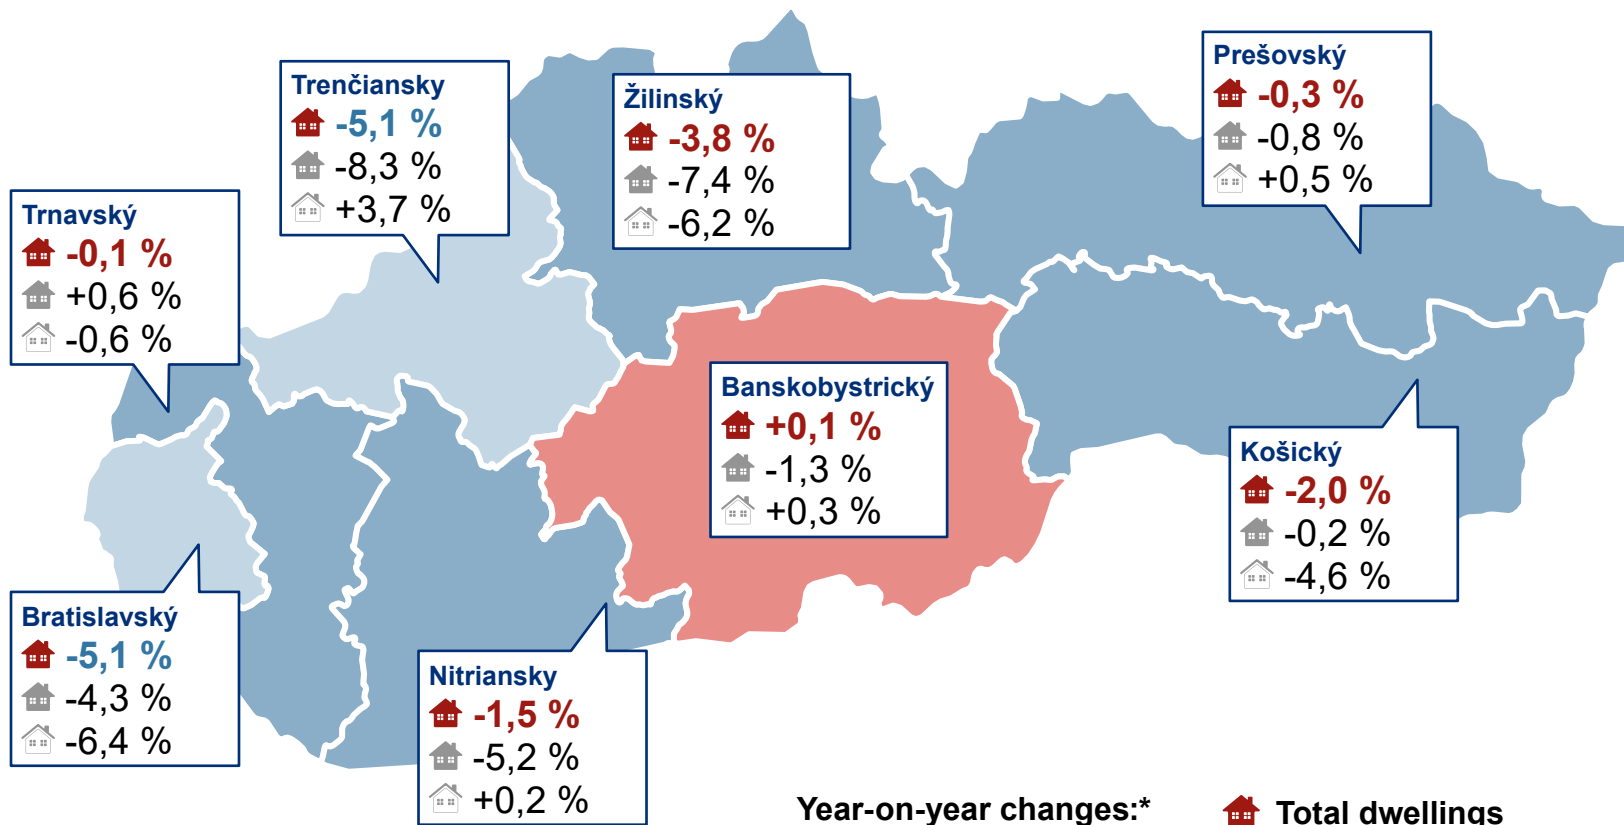 Prešovský
-0,3 %
-0,8 %
+0,5 %
Trenčiansky
-5,1 %
-8,3 %
+3,7 %
Žilinský
-3,8 %
-7,4 %
-6,2 %
Trnavský
-0,1 %
+0,6 %
-0,6 %
Banskobystrický
+0,1 %
-1,3 %
+0,3 %
Košický
-2,0 %
-0,2 %
-4,6 %
Bratislavský
-5,1 %
-4,3 %
-6,4 %
Nitriansky
-1,5 %
-5,2 %
+0,2 %
Year-on-year changes:* Total dwellings